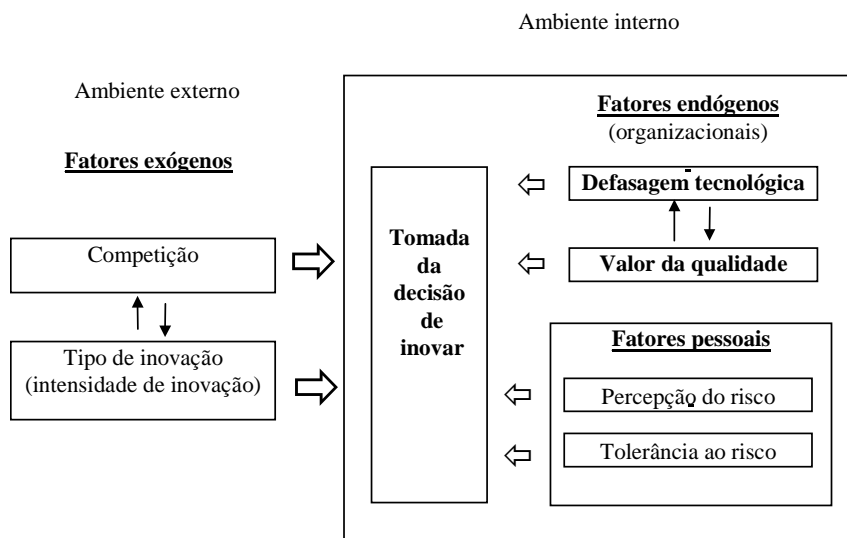 Ambiente interno
Ambiente externo
Fatores exógenos
Competição
Tipo de inovação
(intensidade de inovação)
Tomada
da
decisão
de
inovar
Fatores endógenos
(organizacionais)
Defasagem tecnológica
Valor da qualidade
Fatores pessoais
Percepção do risco
Tolerância ao risco